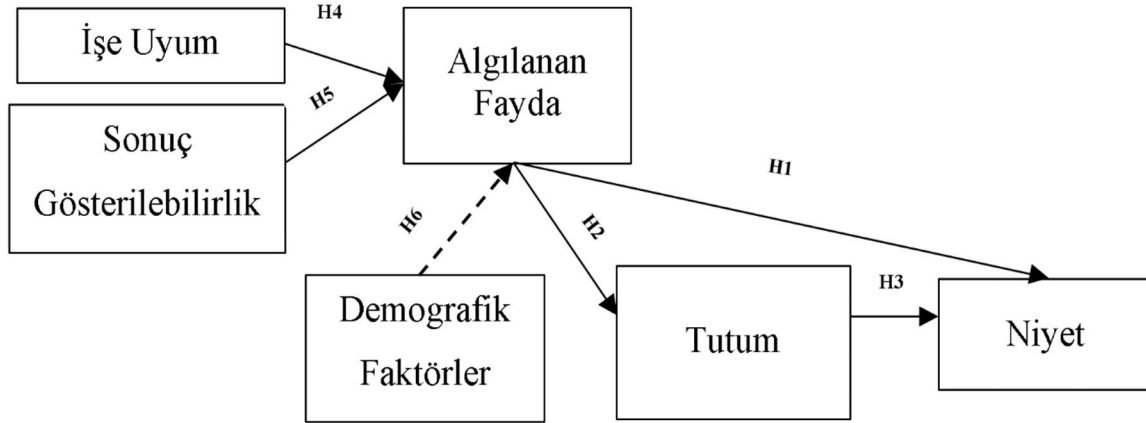 H4
İşe Uyum
Algılanan
Fayda
H5
Sonuç
Gösterilebilirlik
H1
H6
H2
Demografik
Faktörler
H3
Tutum
Niyet